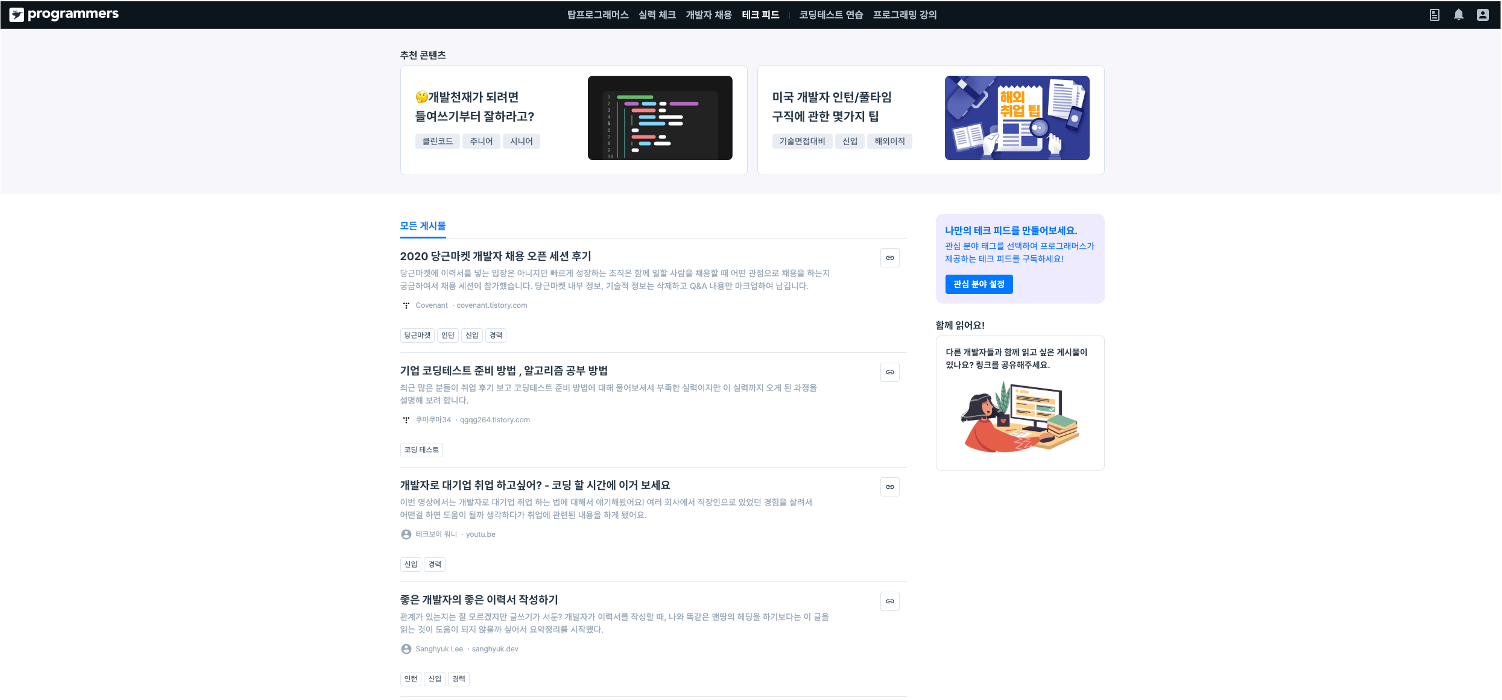 programmers
탑프로그래머스 실력 체크 개발자 채용 테크 피드 | 코딩테스트 연습 프로그래밍 강의
추천 콘텐츠
🤔개발천재가 되려면
들여쓰기부터 잘하라고?
클린코드 주니어 시니어
미국 개발자 인턴/풀타임
구직에 관한 몇가지 팁
기술면접대비 신입 해외이직
해외
취업 팁
모든 게시물
2020 당근마켓 개발자 채용 오픈 세션 후기
당근마켓에 이력서를 넣는 입장은 아니지만 빠르게 성장하는 조직은 함께 일할 사람을 채용할 때 어떤 관점으로 채용을 하는지
궁금하여서 채용 세션에 참가했습니다. 당근마켓 내부 정보, 기술적 정보는 삭제하고 Q&A 내용만 마크업하여 남깁니다.
Covenant · covenant.tistory.com
당근마켓 인턴 신입 경력
기업 코딩테스트 준비 방법 , 알고리즘 공부 방법
최근 많은 분들이 취업 후기 보고 코딩테스트 준비 방법에 대해 물어보셔서 부족한 실력이지만 이 실력까지 오게 된 과정을
설명해 보려 합니다.
쿠마쿠마34 · qgqg264.tistory.com
코딩 테스트
개발자로 대기업 취업 하고싶어? - 코딩 할 시간에 이거 보세요
이번 영상에서는 개발자로 대기업 취업 하는 법에 대해서 얘기해봤어요! 여러 회사에서 직장인으로 있었던 경험을 살려서
어떤걸 하면 도움이 될까 생각하다가 취업에 관련된 내용을 하게 됐어요.
테크보이 워니 · youtu.be
신입 경력
좋은 개발자의 좋은 이력서 작성하기
관계가 있는지는 잘 모르겠지만 글쓰기가 서툰? 개발자가 이력서를 작성할 때, 나와 똑같은 맨땅의 헤딩을 하기보다는 이 글을
읽는 것이 도움이 되지 않을까 싶어서 요약정리를 시작했다.
Sanghyuk Lee · sanghyuk.dev
인턴 신입 경력
나만의 테크 피드를 만들어보세요.
관심 분야 태그를 선택하여 프로그래머스가
제공하는 테크 피드를 구독하세요!
관심 분야 설정
함께 읽어요!
다른 개발자들과 함께 읽고 싶은 게시물이
있나요? 링크를 공유해주세요.